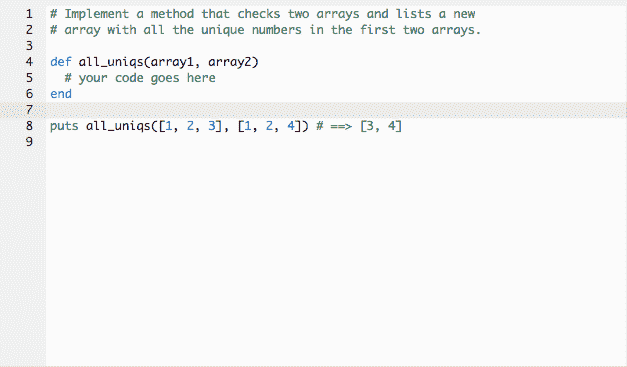 1 # Implement a method that checks two arrays and lists a new
2 # array with all the unique numbers in the first two arrays.
3
4 def all_uniqs(array1, array2)
5   # your code goes here
6 end
7
8 puts all_uniqs([1, 2, 3], [1, 2, 4]) # ==> [3, 4]
9